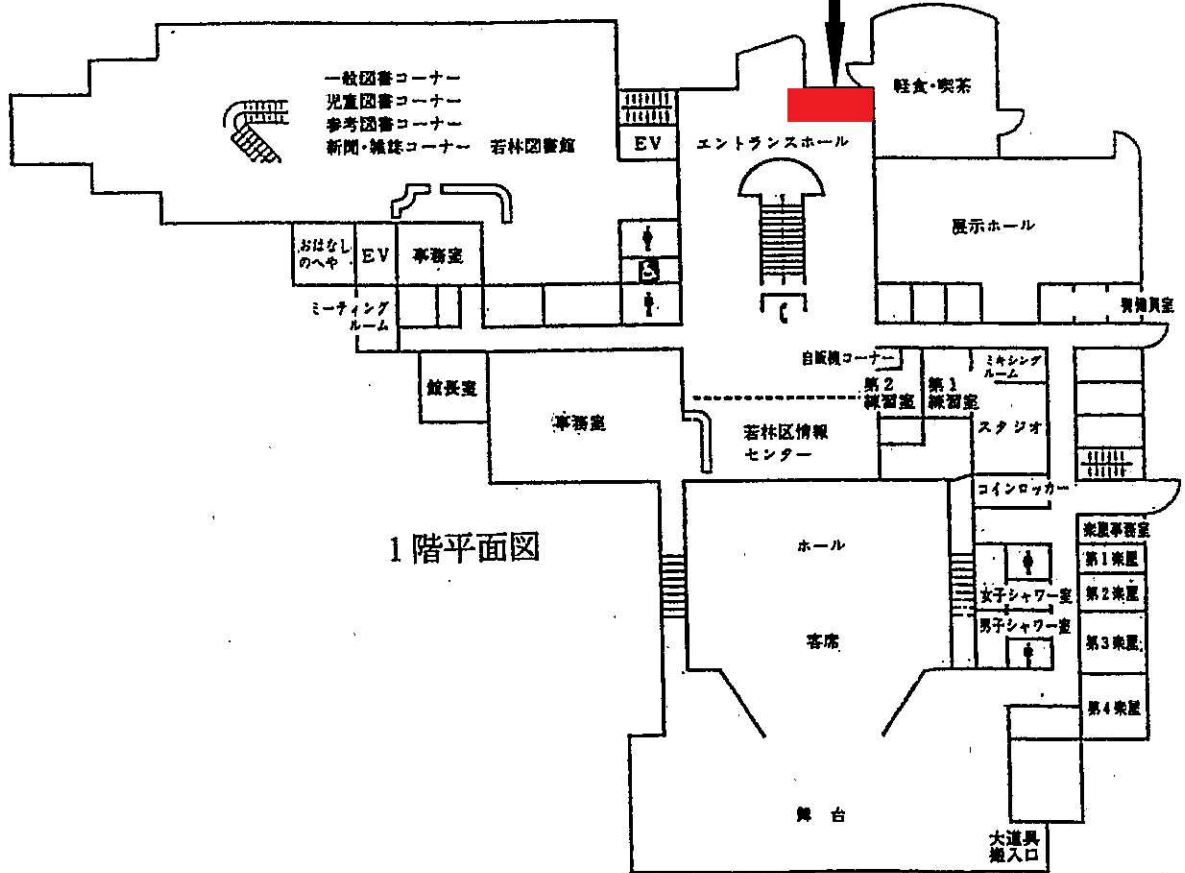 一般図書コーナー
児童図書コーナー
参考図書コーナー
新聞・雑誌コーナー 若林図書館
EV
エントランスホール
軽食・喫茶
展示ホール
おはなし
のへや
EV
事務室
ミーティング
ルーム
警備員室
自販機コーナー
第2
練習室
第1
練習室
ミキシング
ルーム
館長室
事務室
若林区情報
センター
スタジオ
コインロッカー
1階平面図
ホール
楽屋事務室
第1楽屋
女子シャワー室
第2楽屋
男子シャワー室
客席
第3楽屋
第4楽屋
舞台
大道具
搬入口